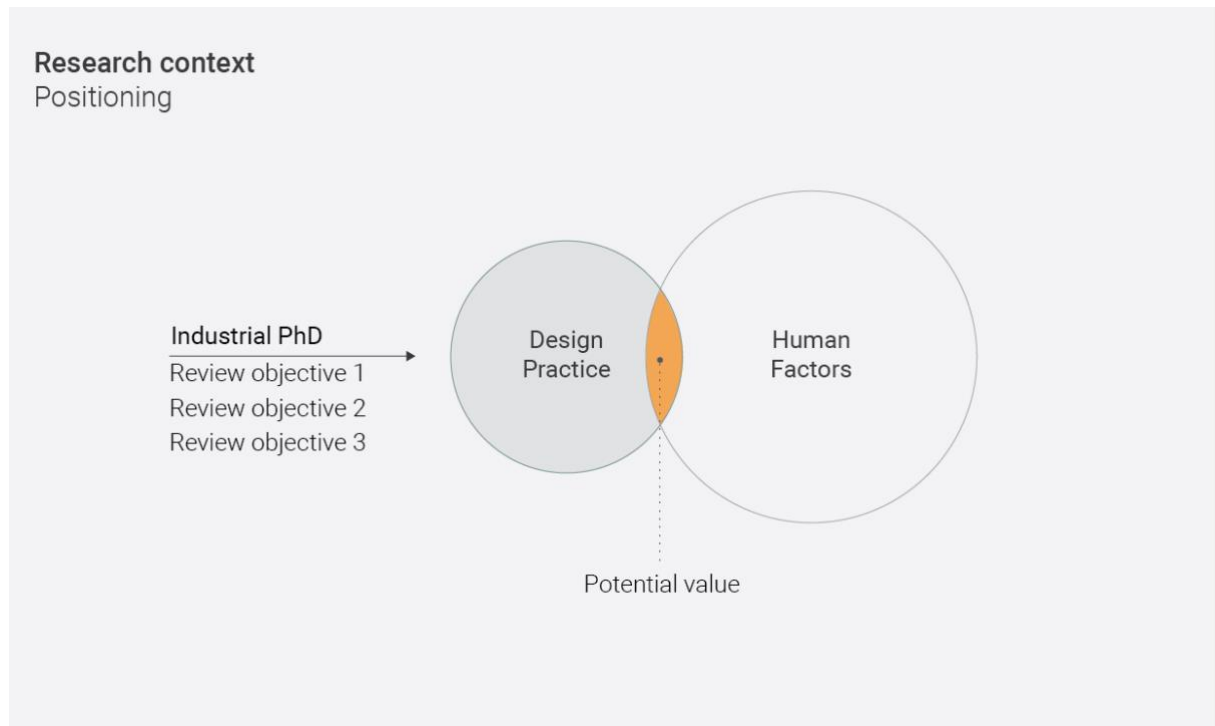 Research context
Positioning
Industrial PhD
Review objective 1
Review objective 2
Review objective 3
Design
Practice
Human
Factors
Potential value